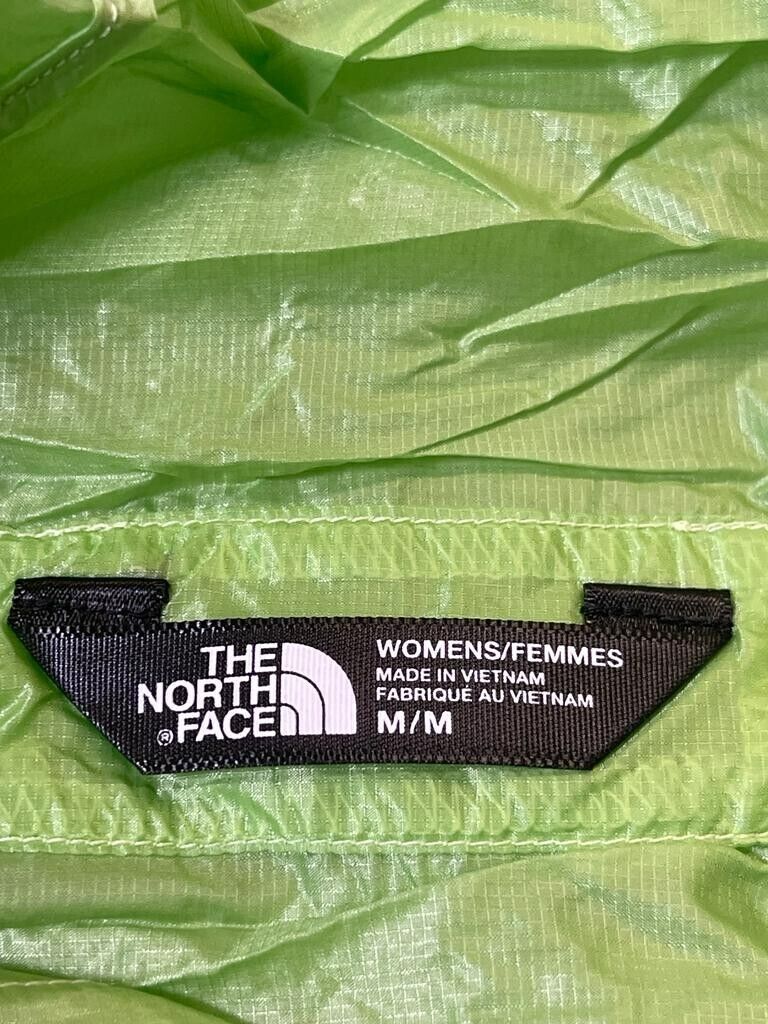 THE
NORTH
®FACE
WOMENS/FEMMES
MADE IN VIETNAM
FABRIQUÉ AU VIETNAM
M/M